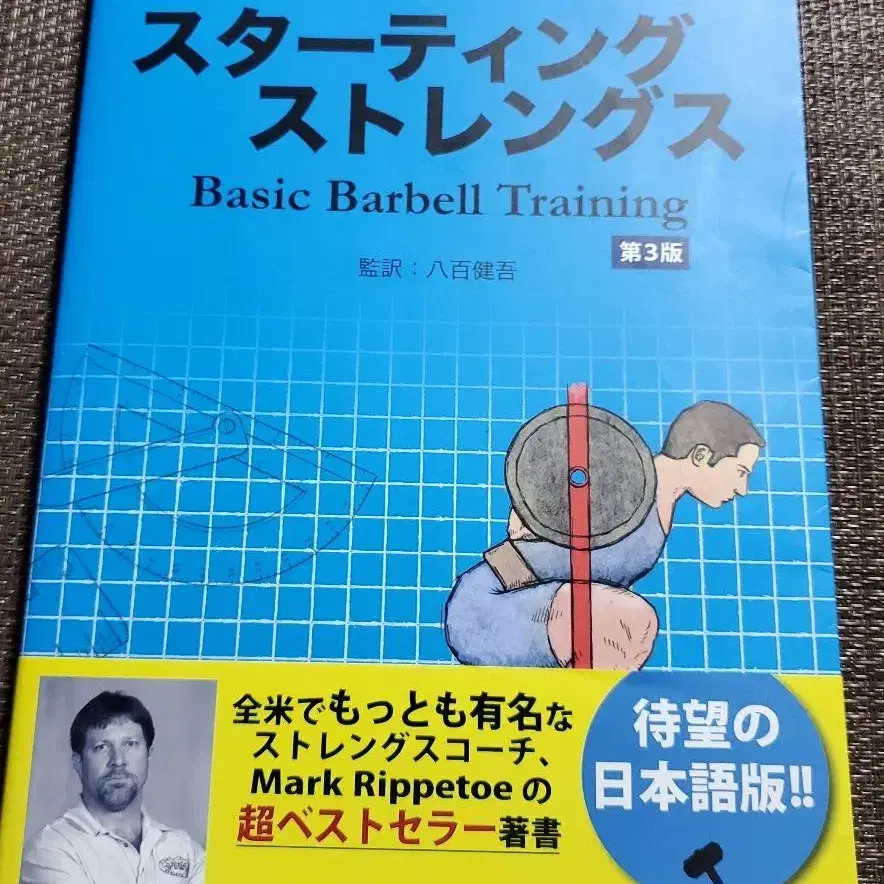 スターティング
ストレングス
Basic Barbell Training
第3版
監訳：八百健吾
全米でもっとも有名な
ストレングスコーチ、
Mark Rippetoe の
超ベストセラー著書
待望の
日本語版!!